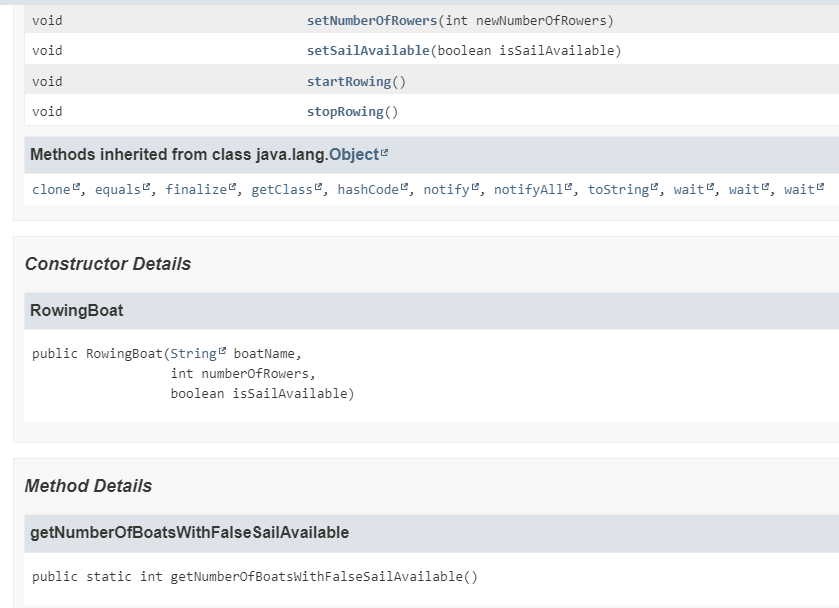 void setNumberOfRowers(int newNumberOfRowers)
void setSailAvailable(boolean isSailAvailable)
void startRowing()
void stopRowing()
Methods inherited from class java.lang.Object
clone, equals, finalize, getClass, hashCode, notify, notifyAll, toString, wait, wait, wait
Constructor Details
RowingBoat
public RowingBoat(String boatName,
int numberOfRowers,
boolean isSailAvailable)
Method Details
getNumberOfBoatsWithFalseSailAvailable
public static int getNumberOfBoatsWithFalseSailAvailable()